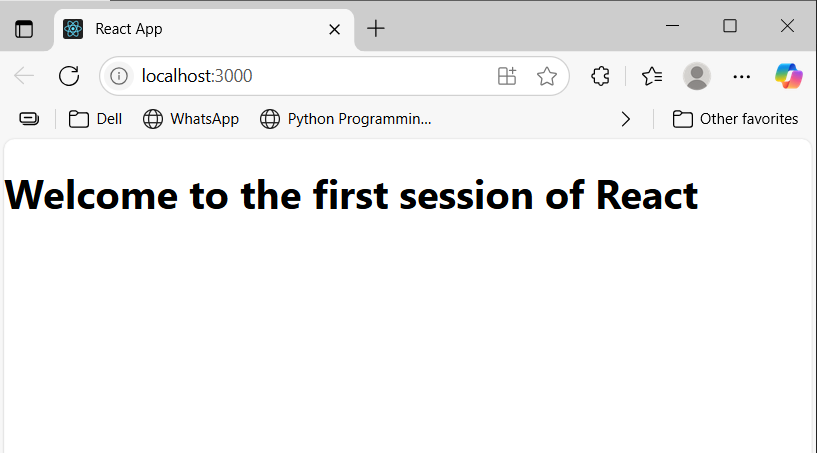 React App
localhost:3000
Dell WhatsApp Python Programmin... Other favorites
Welcome to the first session of React